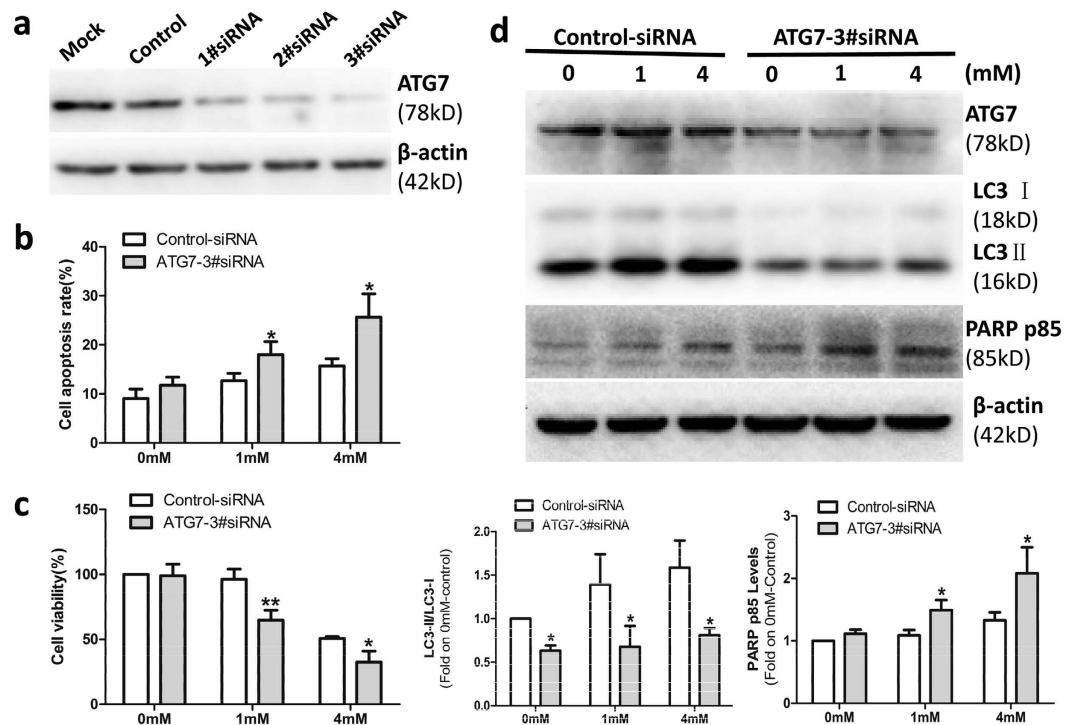 a
Mock Control 1#siRNA 2#siRNA 3#siRNA
ATG7
(78kD)
β-actin
(42kD)
b
Control-siRNA
ATG7-3#siRNA
Cell apoptosis rate(%)
40
30
20
10
0
* *
0mM 1mM 4mM
c
Control-siRNA
ATG7-3#siRNA
Cell viability(%)
150
100
50
0
** *
0mM 1mM 4mM
d
Control-siRNA ATG7-3#siRNA
0 1 4 0 1 4 (mM)
ATG7
(78kD)
LC3 Ⅰ
(18kD)
LC3 Ⅱ
(16kD)
PARP p85
(85kD)
β-actin
(42kD)
Control-siRNA
ATG7-3#siRNA
LC3-II/LC3-I
(Fold on 0mM-control)
2.0
1.5
1.0
0.5
0.0
* * *
0mM 1mM 4mM
Control-siRNA
ATG7-3#siRNA
PARP p85 Levels
(Fold on 0mM-Control)
3
2
1
0
* *
0mM 1mM 4mM